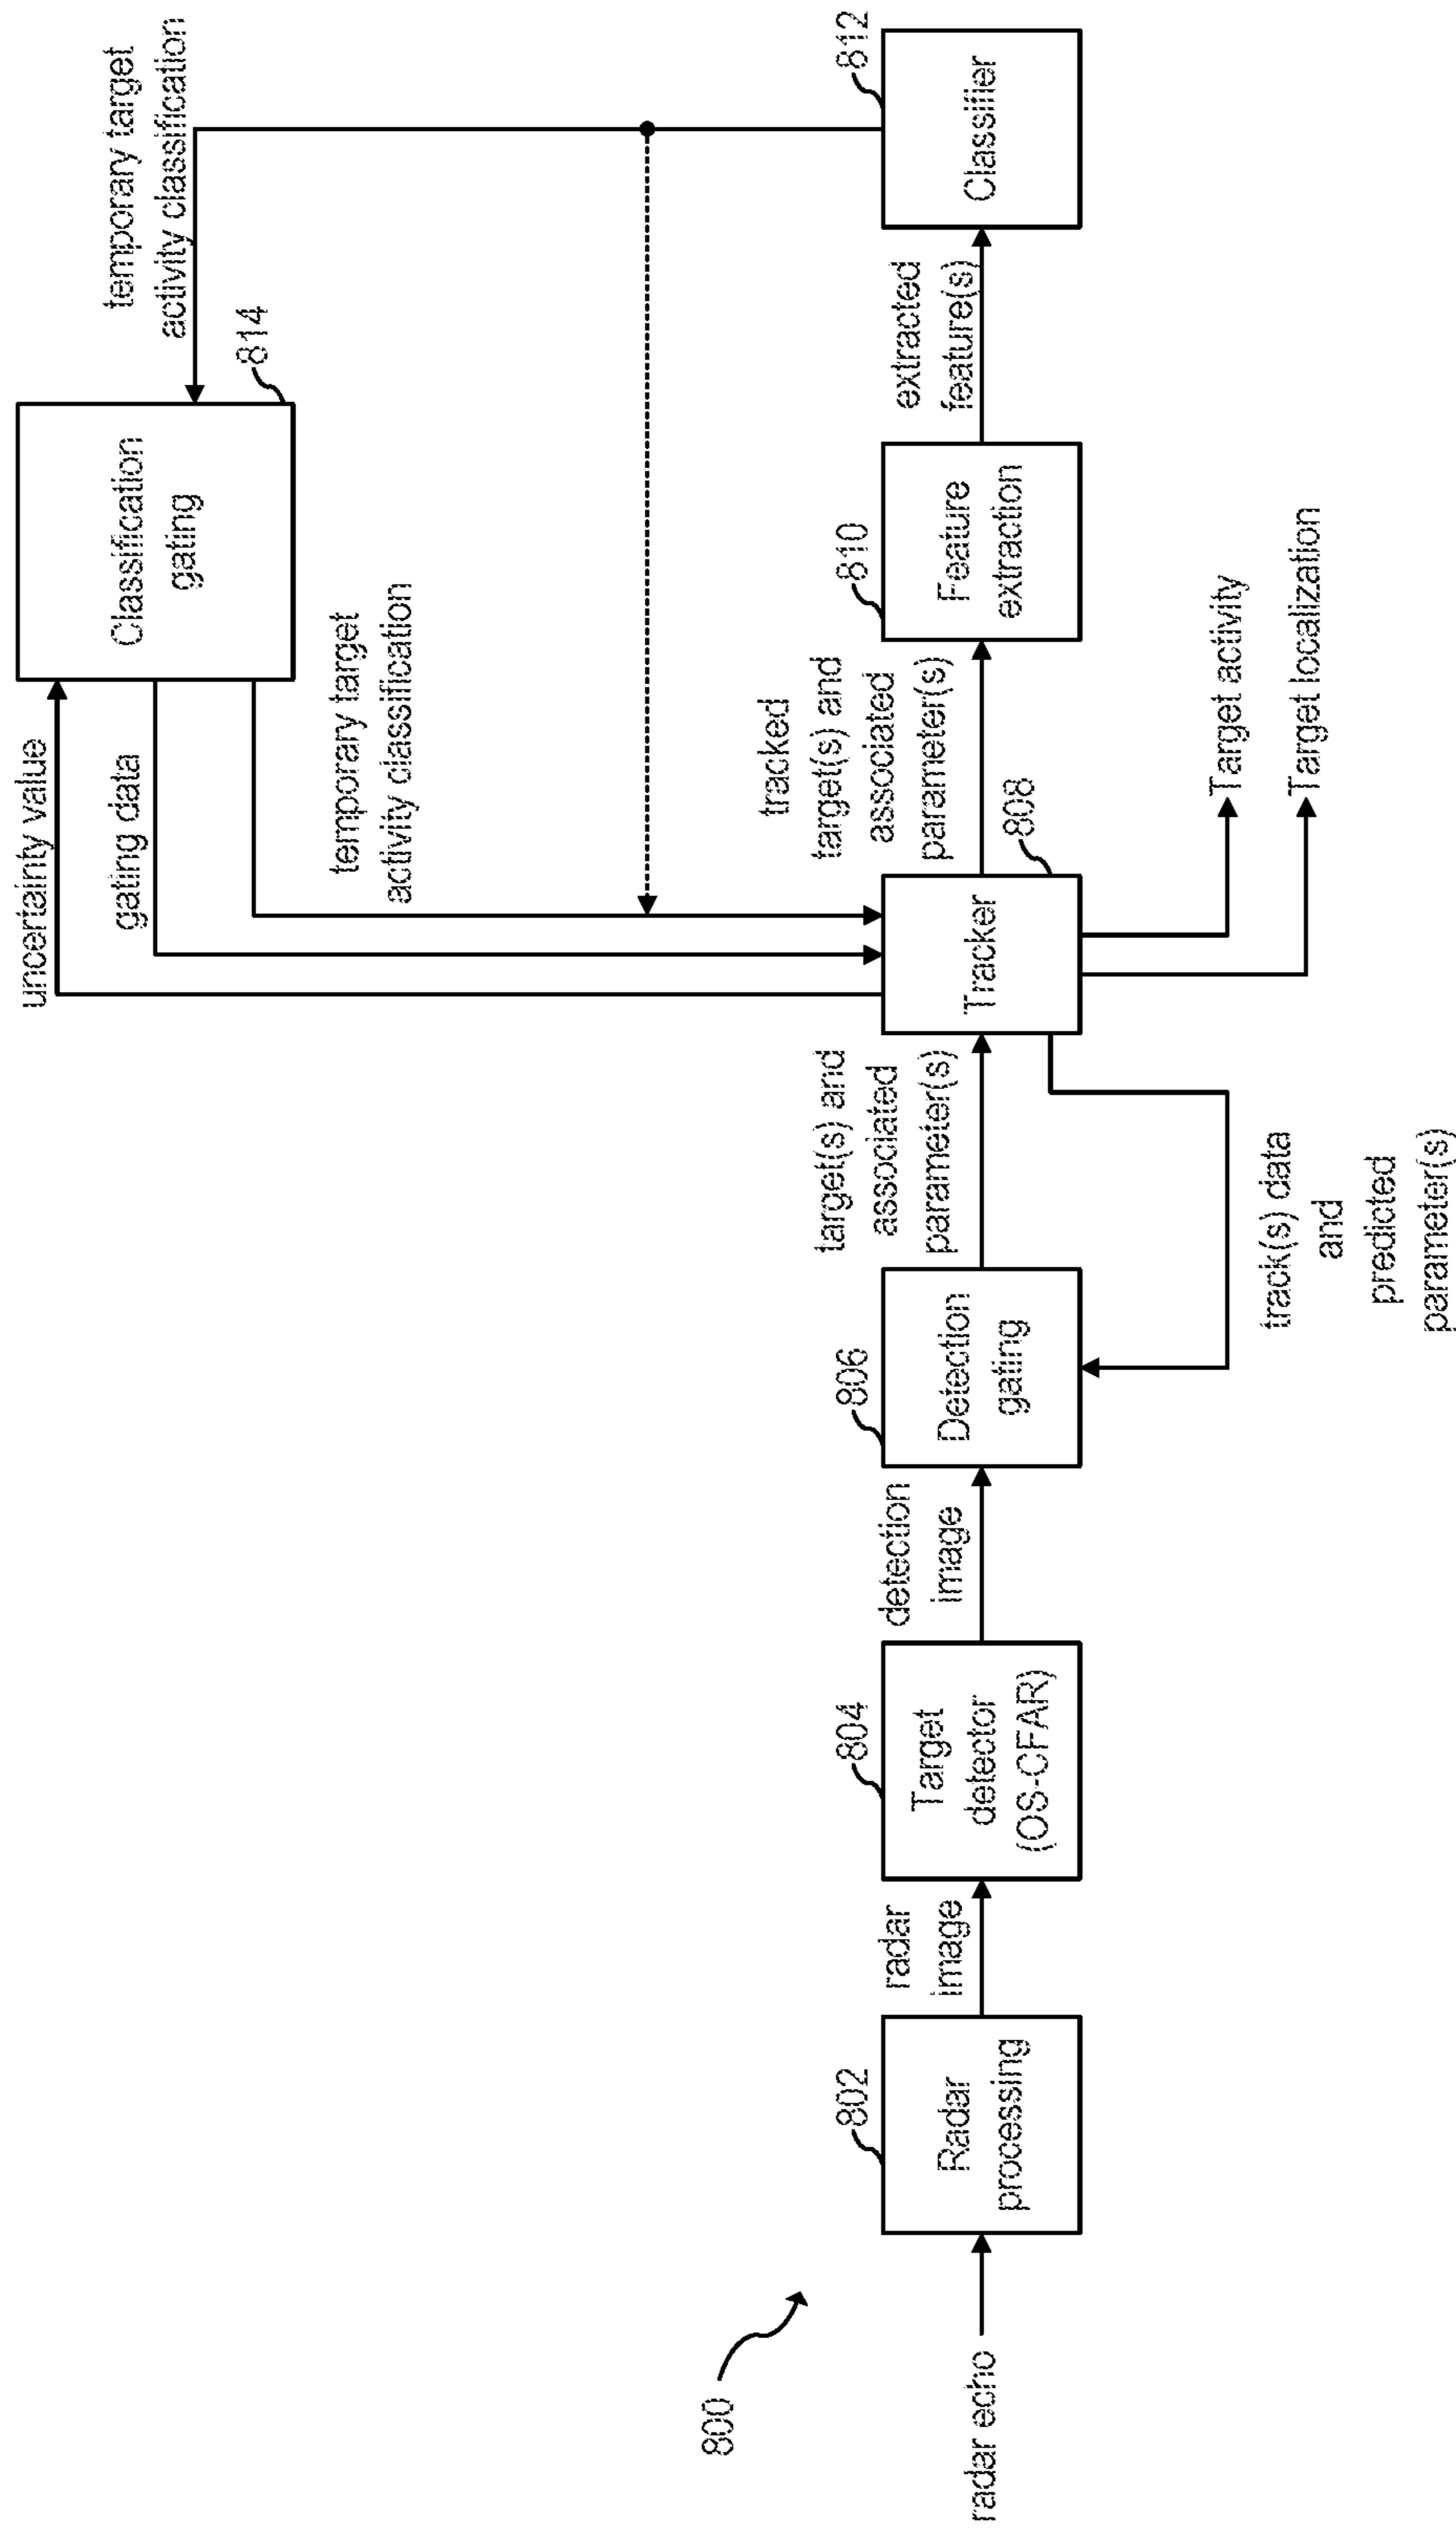 800
radar echo
802
Radar
processing
radar
image
804
Target
detector
(OS-CFAR)
detection
image
806
Detection
gating
target(s) and
associated
parameter(s)
track(s) data
and
predicted
parameter(s)
Tracker
808
uncertainty value
gating data
temporary target
activity classification
Classification
gating
814
temporary target
activity classification
tracked
target(s) and
associated
parameter(s)
Target activity
Target localization
810
Feature
extraction
extracted
feature(s)
812
Classifier